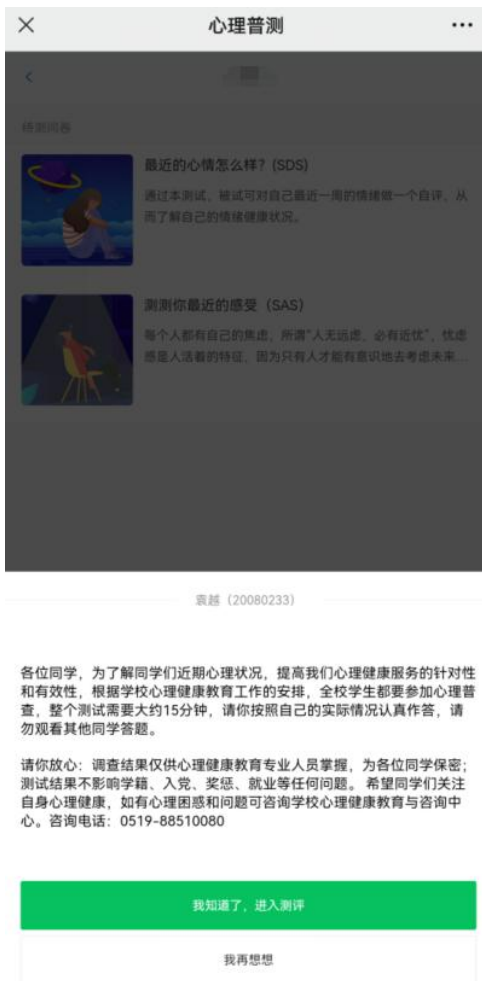 心理普测
待测问卷
最近的心情怎么样？(SDS)
通过本测试，被试可对自己最近一周的情绪做一个自评，从
而了解自己的情绪健康状况。
测测你最近的感受（SAS）
每个人都有自己的焦虑，所谓“人无远虑，必有近忧”，忧虑
感是人活着的特征，因为只有人才能有意识地去考虑未来...
袁越（20080233）
各位同学，为了解同学们近期心理状况，提高我们心理健康服务的针对性
和有效性，根据学校心理健康教育工作的安排，全校学生都要参加心理普
查，整个测试需要大约15分钟，请你按照自己的实际情况认真作答，请
勿观看其他同学答题。
请你放心：调查结果仅供心理健康教育专业人员掌握，为各位同学保密；
测试结果不影响学籍、入党、奖惩、就业等任何问题。 希望同学们关注
自身心理健康，如有心理困惑和问题可咨询学校心理健康教育与咨询中
心。咨询电话：0519-88510080
我知道了，进入测评
我再想想